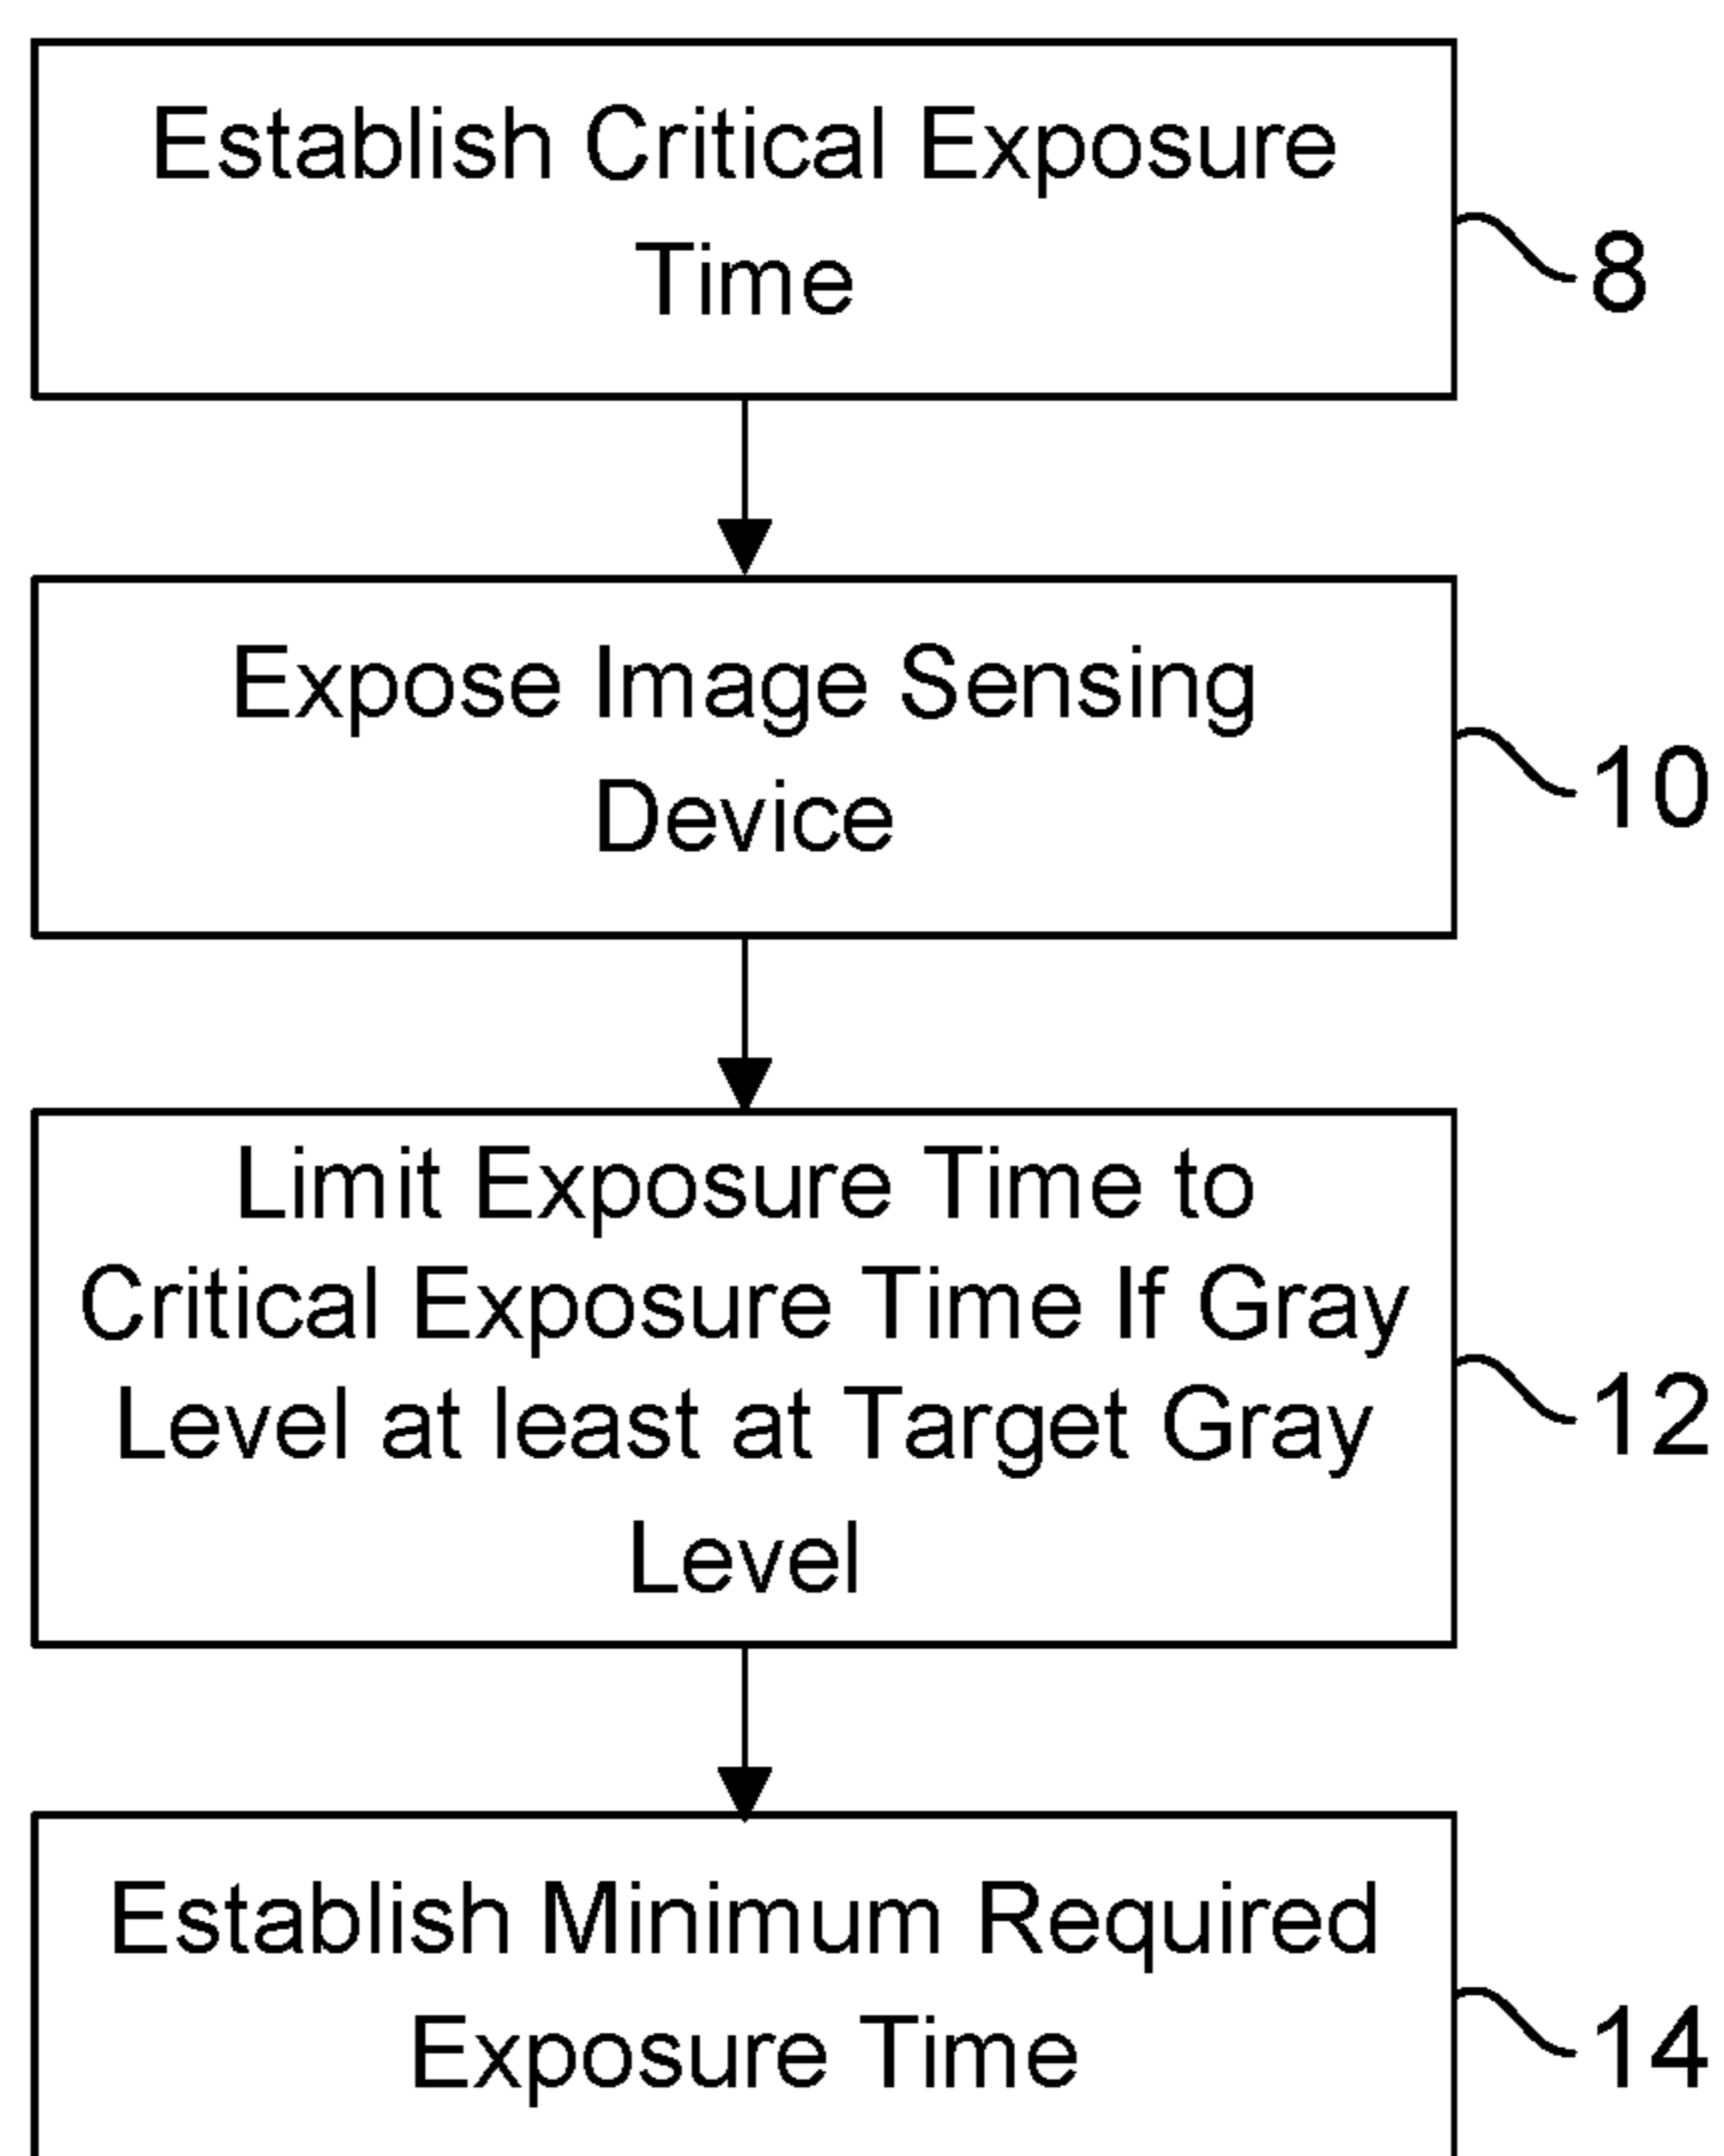 Establish Critical Exposure
Time
8
Expose Image Sensing
Device
10
Limit Exposure Time to
Critical Exposure Time If Gray
Level at least at Target Gray
Level
12
Establish Minimum Required
Exposure Time
14